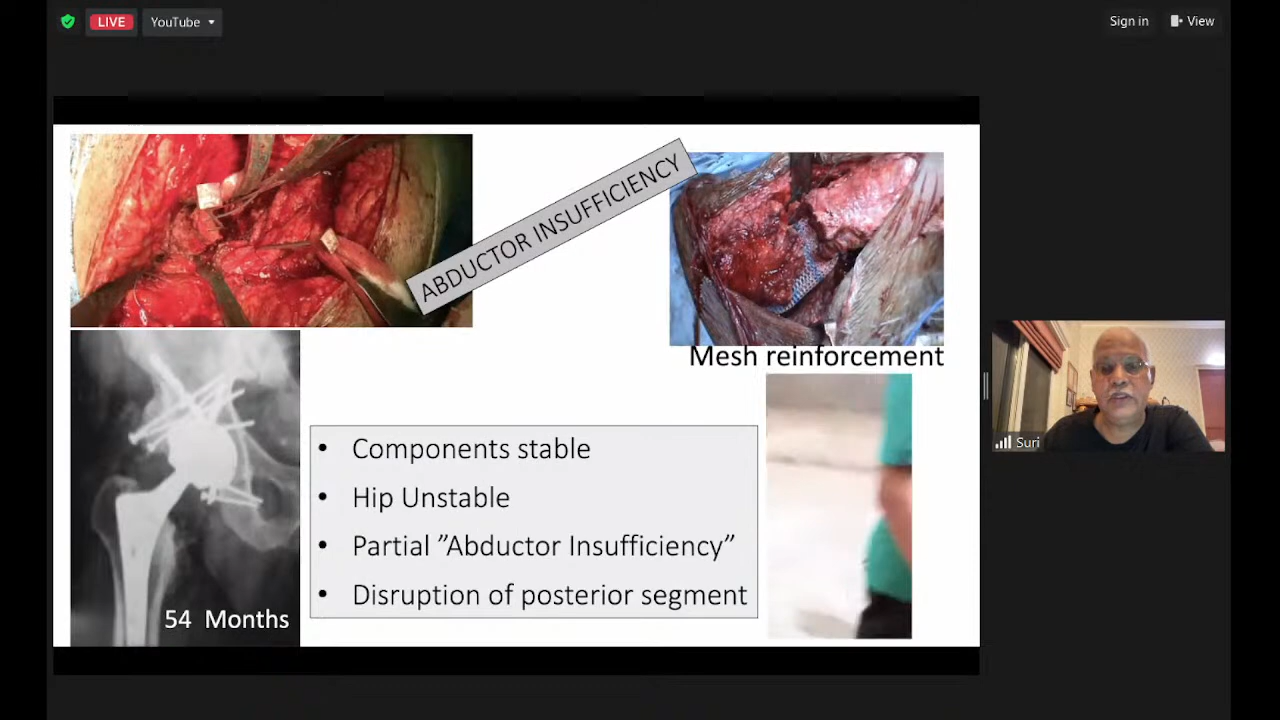 LIVE
YouTube
Sign in
View
ABDUCTOR INSUFFICIENCY
Mesh reinforcement
• Components stable
• Hip Unstable
• Partial ”Abductor Insufficiency”
• Disruption of posterior segment
54 Months
Suri